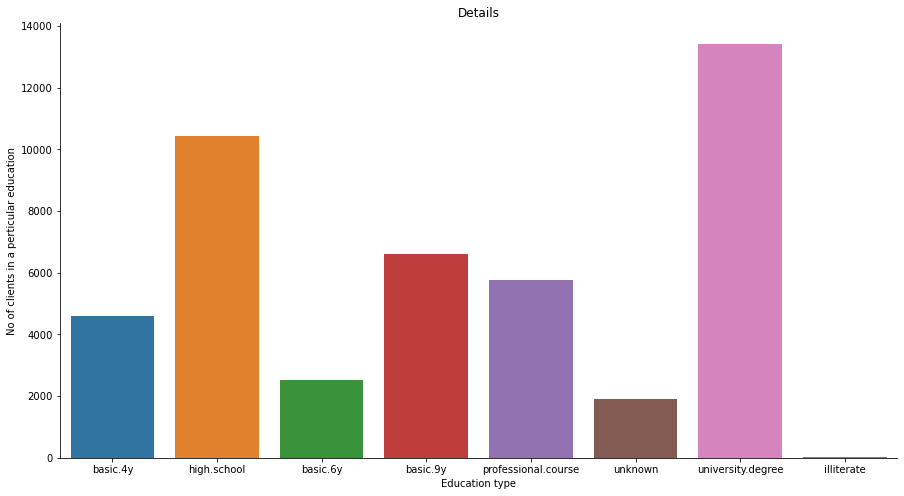 Details
14000
12000
10000
8000
6000
4000
2000
0
No of clients in a perticular education
basic.4y high.school basic.6y basic.9y professional.course unknown university.degree illiterate
Education type